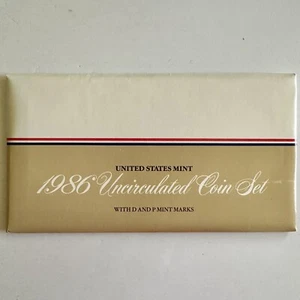 UNITED STATES MINT
1986 Uncirculated Coin Set
WITH D AND P MINT MARKS